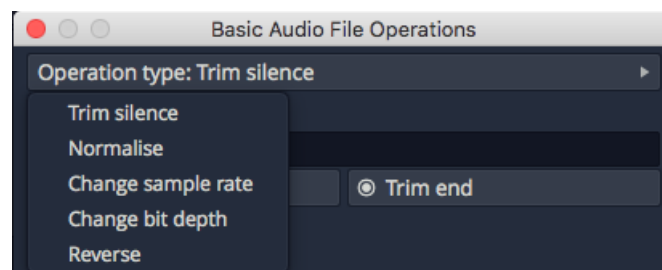 Basic Audio File Operations
Operation type: Trim silence
Trim silence
Normalise
Change sample rate
Trim end
Change bit depth
Reverse